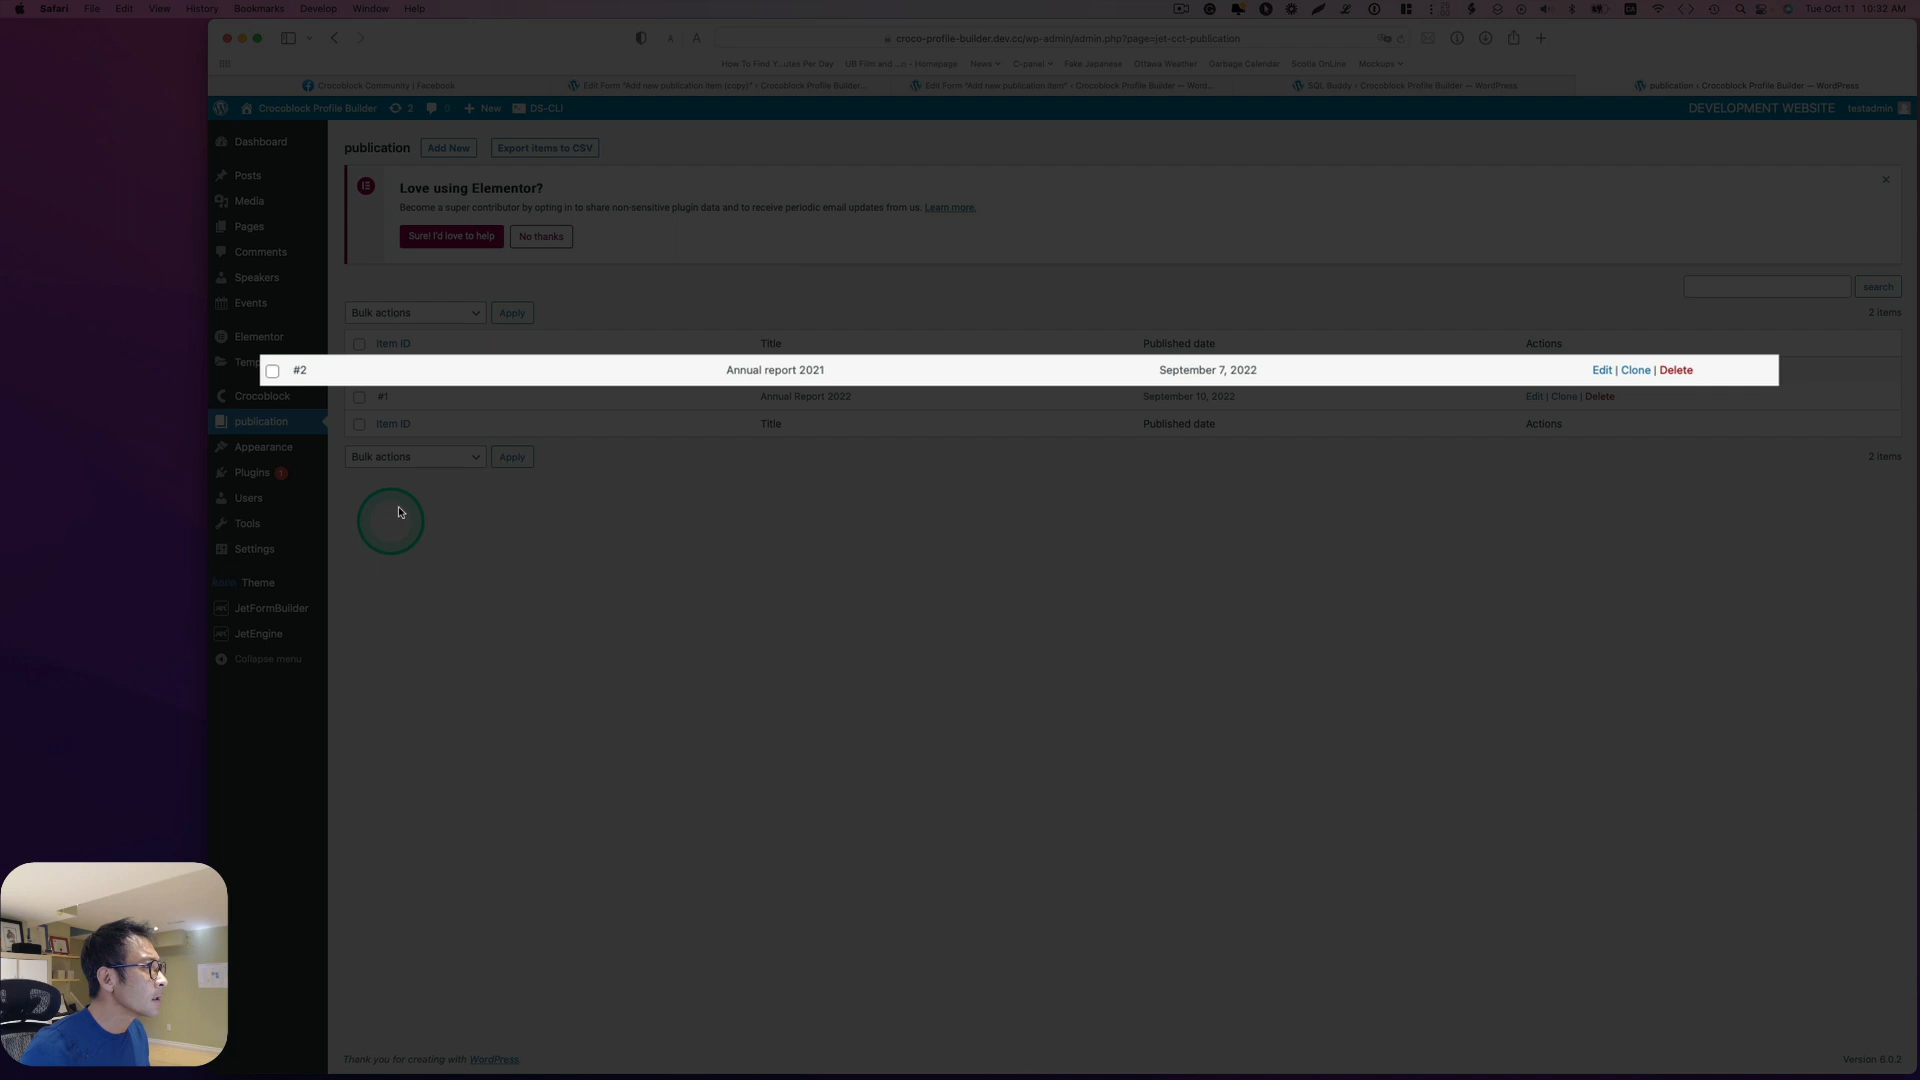 Safari File Edit View History Bookmarks Develop Window Help
Tue Oct 11 10:32 AM
croco-profile-builder.dev.cc/wp-admin/admin.php?page=jet-cct-publication
How To Find Y...utes Per Day UB Film and ...o - Homepage News C-panel Fake Japanese Ottawa Weather Garbage Calendar Scotia OnLine Mockups
Crocoblock Community | Facebook
Edit Form "Add new publication item (copy)" ‹ Crocoblock Profile Builder...
Edit Form "Add new publication item" ‹ Crocoblock Profile Builder — Word...
SQL Buddy ‹ Crocoblock Profile Builder — WordPress
publication ‹ Crocoblock Profile Builder — WordPress
Crocoblock Profile Builder 2 0 New DS-CLI
DEVELOPMENT WEBSITE testadmin
Dashboard
Posts
Media
Pages
Comments
Speakers
Events
Elementor
Crocoblock
publication
Appearance
Plugins 1
Users
Tools
Settings
Theme
JetFormBuilder
JetEngine
Collapse menu
publication Add New Export items to CSV
Love using Elementor?
Become a super contributor by opting in to share non-sensitive plugin data and to receive periodic email updates from us. Learn more.
Sure! I'd love to help No thanks
search
Bulk actions Apply
2 items
Item ID Title Published date Actions
#2 Annual report 2021 September 7, 2022 Edit | Clone | Delete
#1 Annual Report 2022 September 10, 2022 Edit | Clone | Delete
Item ID Title Published date Actions
Bulk actions Apply
2 items
Thank you for creating with WordPress.
Version 6.0.2